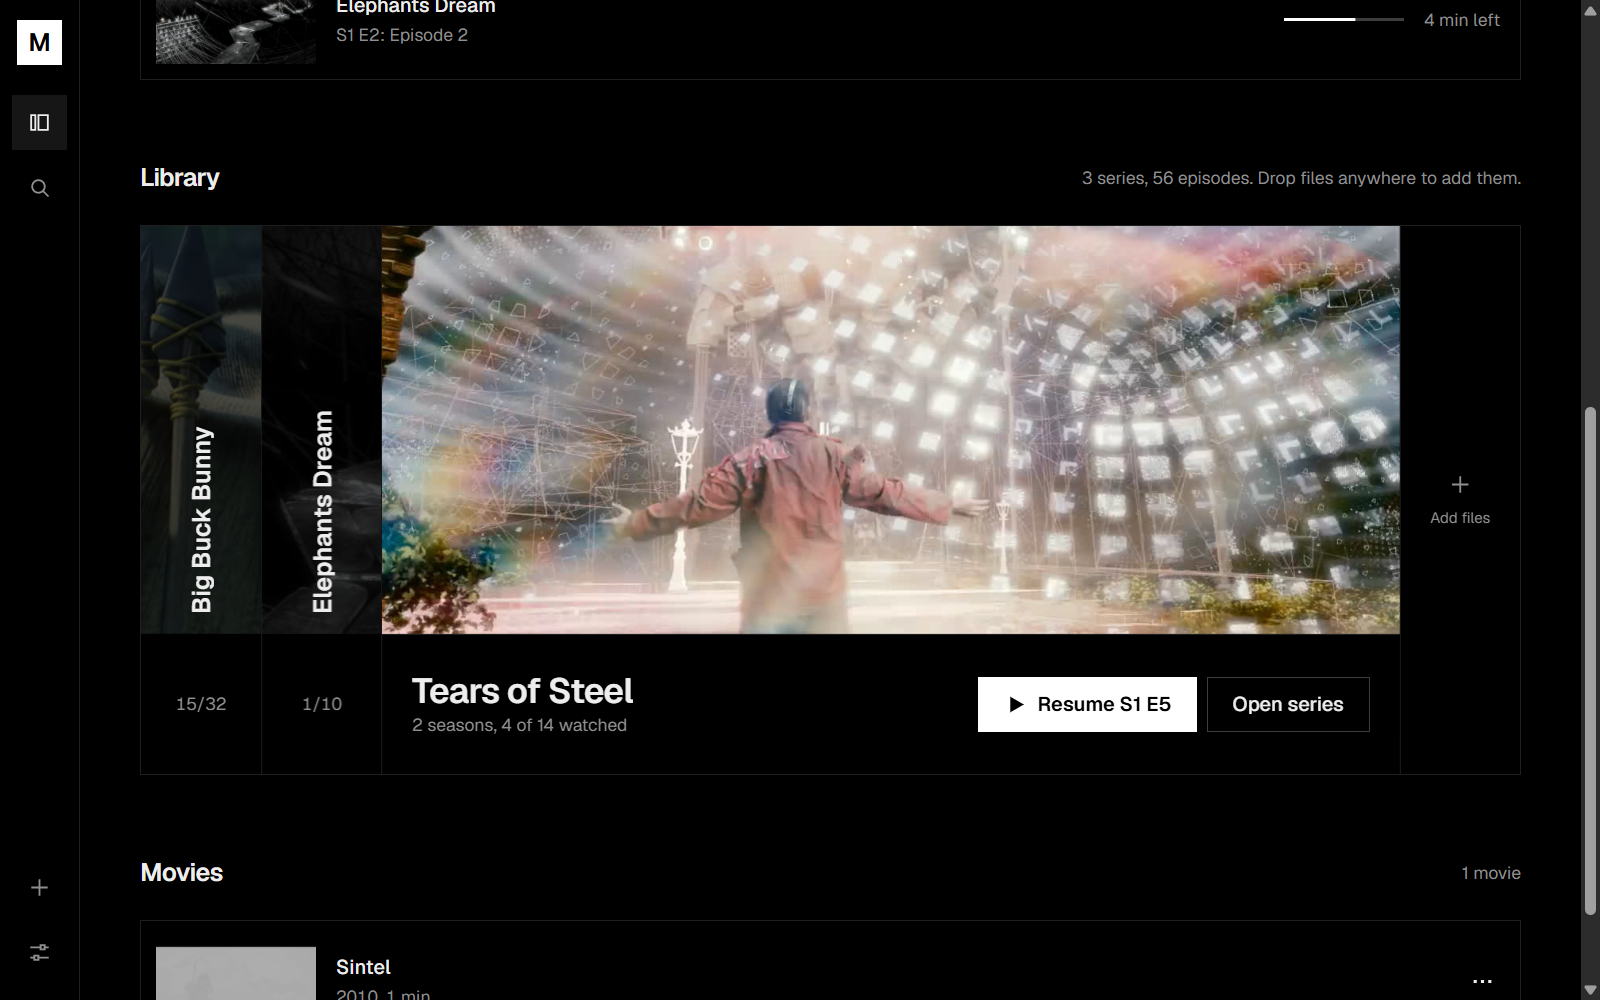 M
Elephants Dream
S1 E2: Episode 2
4 min left
Library
3 series, 56 episodes. Drop files anywhere to add them.
Big Buck Bunny
Elephants Dream
Add files
15/32
1/10
Tears of Steel
2 seasons, 4 of 14 watched
Resume S1 E5
Open series
Movies
1 movie
Sintel
2010, 1 min